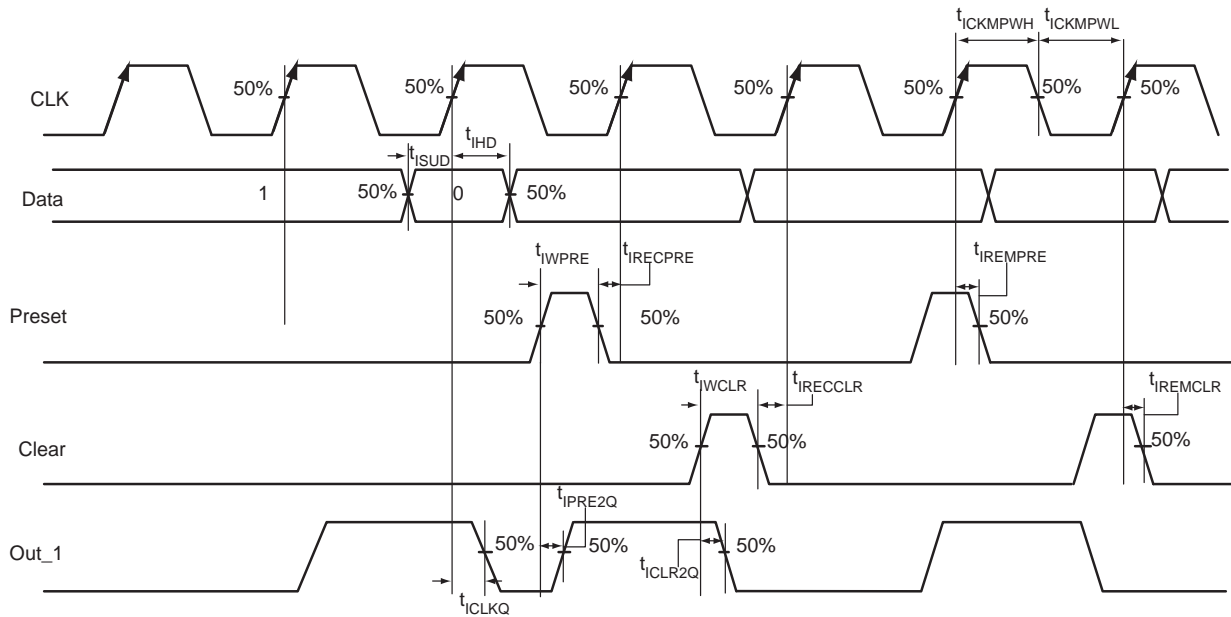 tICKMPWH tICKMPWL
CLK 50% 50% 50% 50% 50% 50% 50%
tISUD tIHD
Data 1 50% 0 50%
tIWPRE tIRECPRE tIREMPRE
Preset 50% 50% 50%
tIWCLR tIRECCLR tIREMCLR
Clear 50% 50% 50%
tIPRE2Q
Out_1 50% 50% 50%
tICLR2Q
tICLKQ